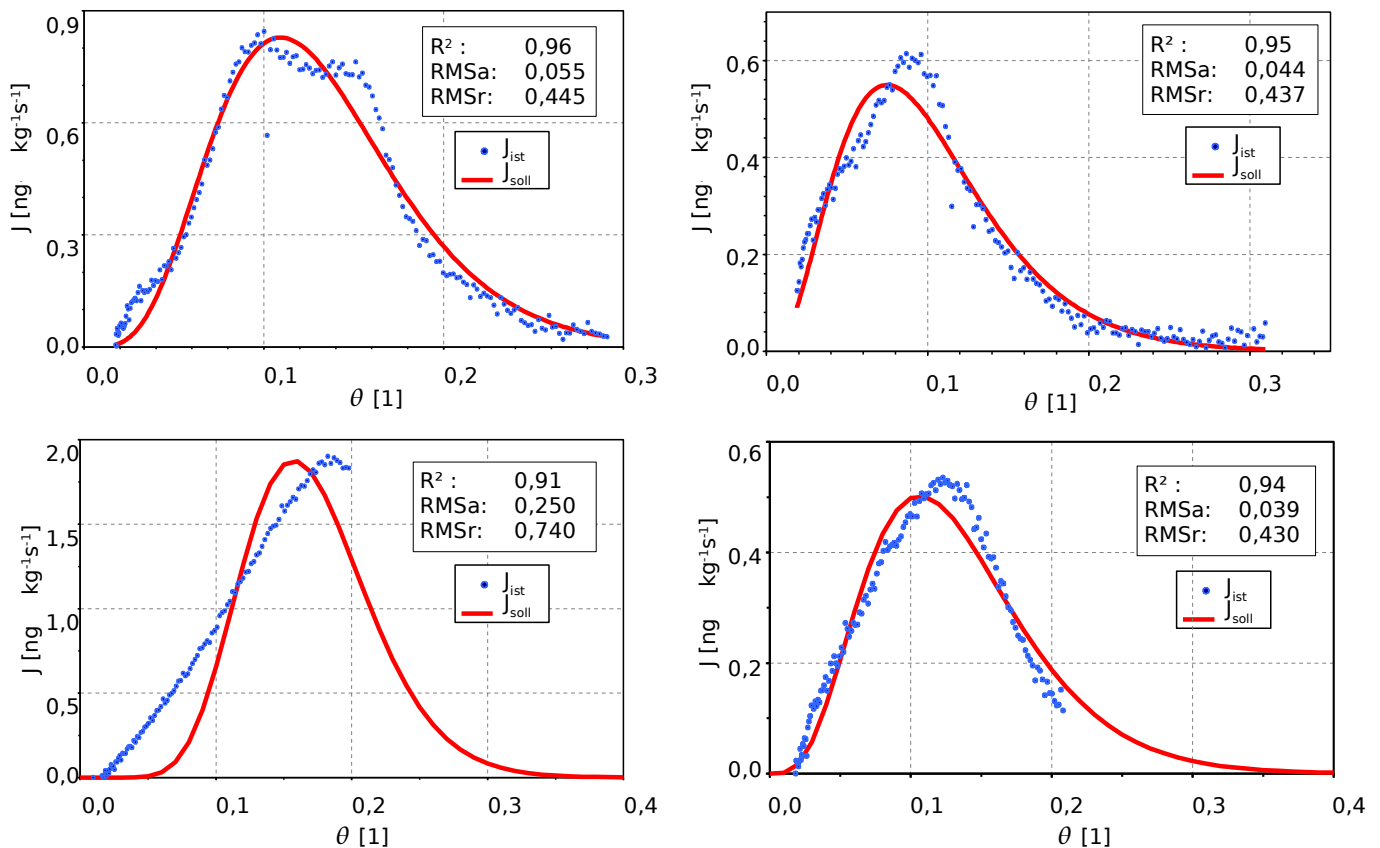 0,9
0,6
0,3
0,0
J [ng kg⁻¹s⁻¹]
R² : 0,96
RMSa: 0,055
RMSr: 0,445
J_ist
J_soll
0,0 0,1 0,2 0,3
θ [1]
0,6
0,4
0,2
0,0
J [ng kg⁻¹s⁻¹]
R² : 0,95
RMSa: 0,044
RMSr: 0,437
J_ist
J_soll
0,0 0,1 0,2 0,3
θ [1]
2,0
1,5
1,0
0,5
0,0
J [ng kg⁻¹s⁻¹]
R² : 0,91
RMSa: 0,250
RMSr: 0,740
J_ist
J_soll
0,0 0,1 0,2 0,3 0,4
θ [1]
0,6
0,4
0,2
0,0
J [ng kg⁻¹s⁻¹]
R² : 0,94
RMSa: 0,039
RMSr: 0,430
J_ist
J_soll
0,0 0,1 0,2 0,3 0,4
θ [1]